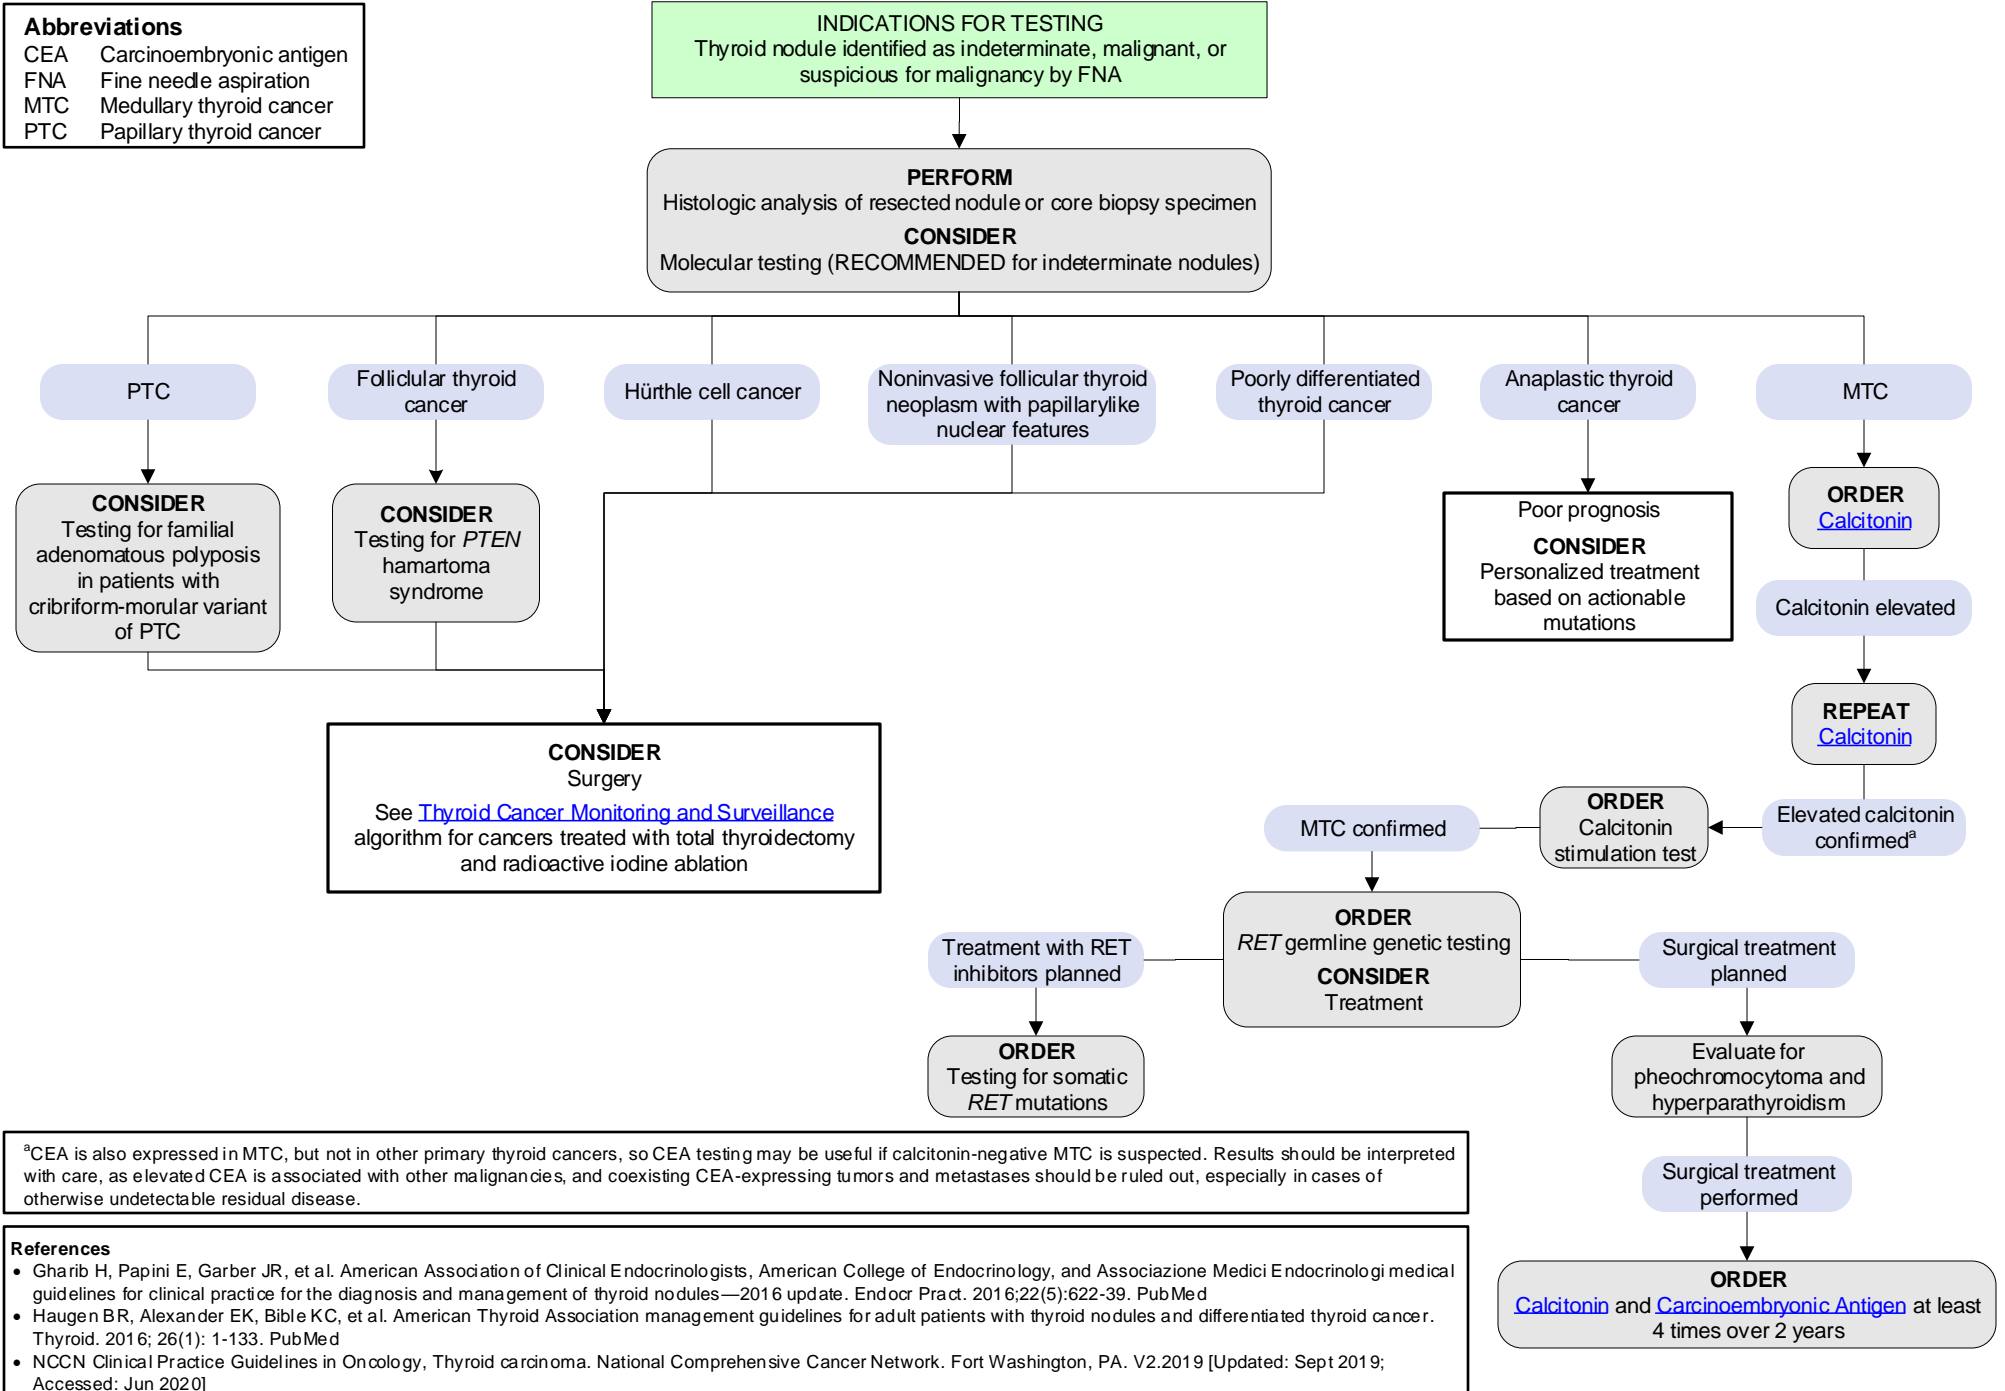 Abbreviations
CEA Carcinoembryonic antigen
FNA Fine needle aspiration
MTC Medullary thyroid cancer
PTC Papillary thyroid cancer
INDICATIONS FOR TESTING
Thyroid nodule identified as indeterminate, malignant, or
suspicious for malignancy by FNA
PERFORM
Histologic analysis of resected nodule or core biopsy specimen
CONSIDER
Molecular testing (RECOMMENDED for indeterminate nodules)
PTC
Folliclular thyroid
cancer
Hürthle cell cancer
Noninvasive follicular thyroid
neoplasm with papillarylike
nuclear features
Poorly differentiated
thyroid cancer
Anaplastic thyroid
cancer
MTC
CONSIDER
Testing for familial
adenomatous polyposis
in patients with
cribriform-morular variant
of PTC
CONSIDER
Testing for PTEN
hamartoma
syndrome
Poor prognosis
CONSIDER
Personalized treatment
based on actionable
mutations
ORDER
Calcitonin
Calcitonin elevated
REPEAT
Calcitonin
Elevated calcitonin
confirmedᵃ
ORDER
Calcitonin
stimulation test
MTC confirmed
CONSIDER
Surgery
See Thyroid Cancer Monitoring and Surveillance
algorithm for cancers treated with total thyroidectomy
and radioactive iodine ablation
ORDER
RET germline genetic testing
CONSIDER
Treatment
Treatment with RET
inhibitors planned
ORDER
Testing for somatic
RET mutations
Surgical treatment
planned
Evaluate for
pheochromocytoma and
hyperparathyroidism
Surgical treatment
performed
ORDER
Calcitonin and Carcinoembryonic Antigen at least
4 times over 2 years
ᵃCEA is also expressed in MTC, but not in other primary thyroid cancers, so CEA testing may be useful if calcitonin-negative MTC is suspected. Results should be interpreted
with care, as elevated CEA is associated with other malignancies, and coexisting CEA-expressing tumors and metastases should be ruled out, especially in cases of
otherwise undetectable residual disease.
References
• Gharib H, Papini E, Garber JR, et al. American Association of Clinical Endocrinologists, American College of Endocrinology, and Associazione Medici Endocrinologi medical
guidelines for clinical practice for the diagnosis and management of thyroid nodules—2016 update. Endocr Pract. 2016;22(5):622-39. PubMed
• Haugen BR, Alexander EK, Bible KC, et al. American Thyroid Association management guidelines for adult patients with thyroid nodules and differentiated thyroid cancer.
Thyroid. 2016; 26(1): 1-133. PubMed
• NCCN Clinical Practice Guidelines in Oncology, Thyroid carcinoma. National Comprehensive Cancer Network. Fort Washington, PA. V2.2019 [Updated: Sept 2019;
Accessed: Jun 2020]